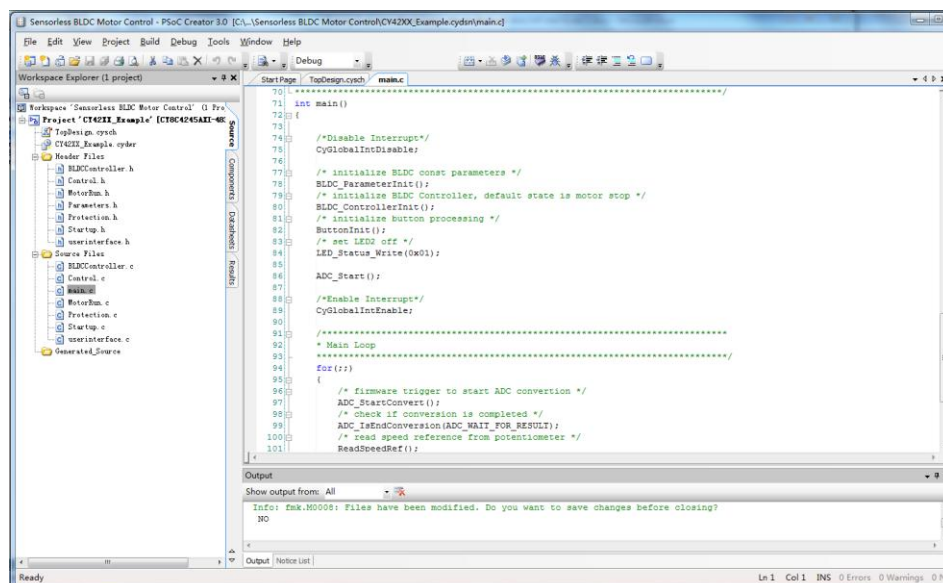 Sensorless BLDC Motor Control - PSoC Creator 3.0 [C:\...\Sensorless BLDC Motor Control\CY42XX_Example.cydsn\main.c]
File Edit View Project Build Debug Tools Window Help
Debug
Workspace Explorer (1 project)
Workspace 'Sensorless BLDC Motor Control' (1 Pro
Project 'CY42XX_Example' [CY8C4245AXI-48
TopDesign.cysch
CY42XX_Example.cydwr
Header Files
BLDCController.h
Control.h
MotorRun.h
Parameters.h
Protection.h
Startup.h
userinterface.h
Source Files
BLDCController.c
Control.c
main.c
MotorRun.c
Protection.c
Startup.c
userinterface.c
Generated_Source
Source
Components
Datasheets
Results
Start Page TopDesign.cysch main.c
70 ******************************************************************************/
71 int main()
72 {
73
74 /*Disable Interrupt*/
75 CyGlobalIntDisable;
76
77 /* initialize BLDC const parameters */
78 BLDC_ParameterInit();
79 /* initialize BLDC Controller, default state is motor stop */
80 BLDC_ControllerInit();
81 /* initialize button processing */
82 ButtonInit();
83 /* set LED2 off */
84 LED_Status_Write(0x01);
85
86 ADC_Start();
87
88 /*Enable Interrupt*/
89 CyGlobalIntEnable;
90
91 /******************************************************************************
92 * Main Loop
93 ******************************************************************************/
94 for(;;)
95 {
96 /* firmware trigger to start ADC convertion */
97 ADC_StartConvert();
98 /* check if conversion is completed */
99 ADC_IsEndConversion(ADC_WAIT_FOR_RESULT);
100 /* read speed reference from potentiometer */
101 ReadSpeedRef();
Output
Show output from: All
Info: fmk.M0008: Files have been modified. Do you want to save changes before closing?
NO
Output Notice List
Ready
Ln 1 Col 1 INS 0 Errors 0 Warnings 0 N